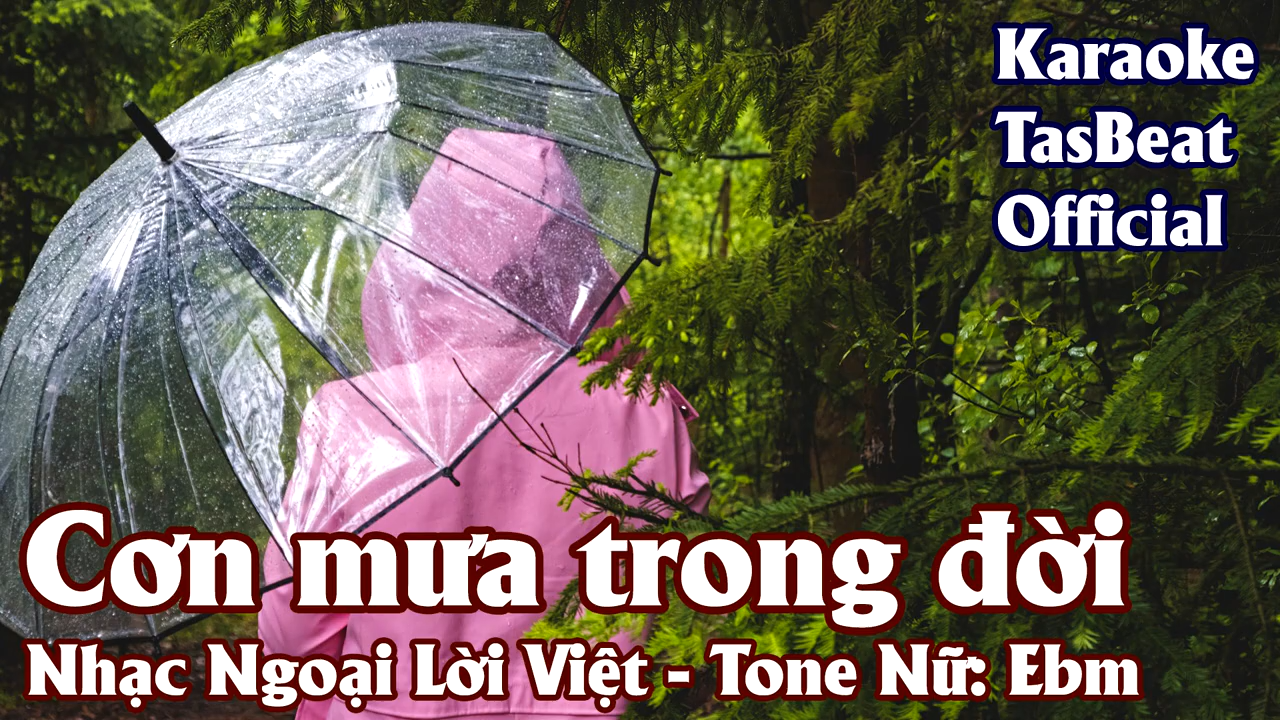 Karaoke
TasBeat
Official
Cơn mưa trong đời
Nhạc Ngoại Lời Việt - Tone Nữ: Ebm